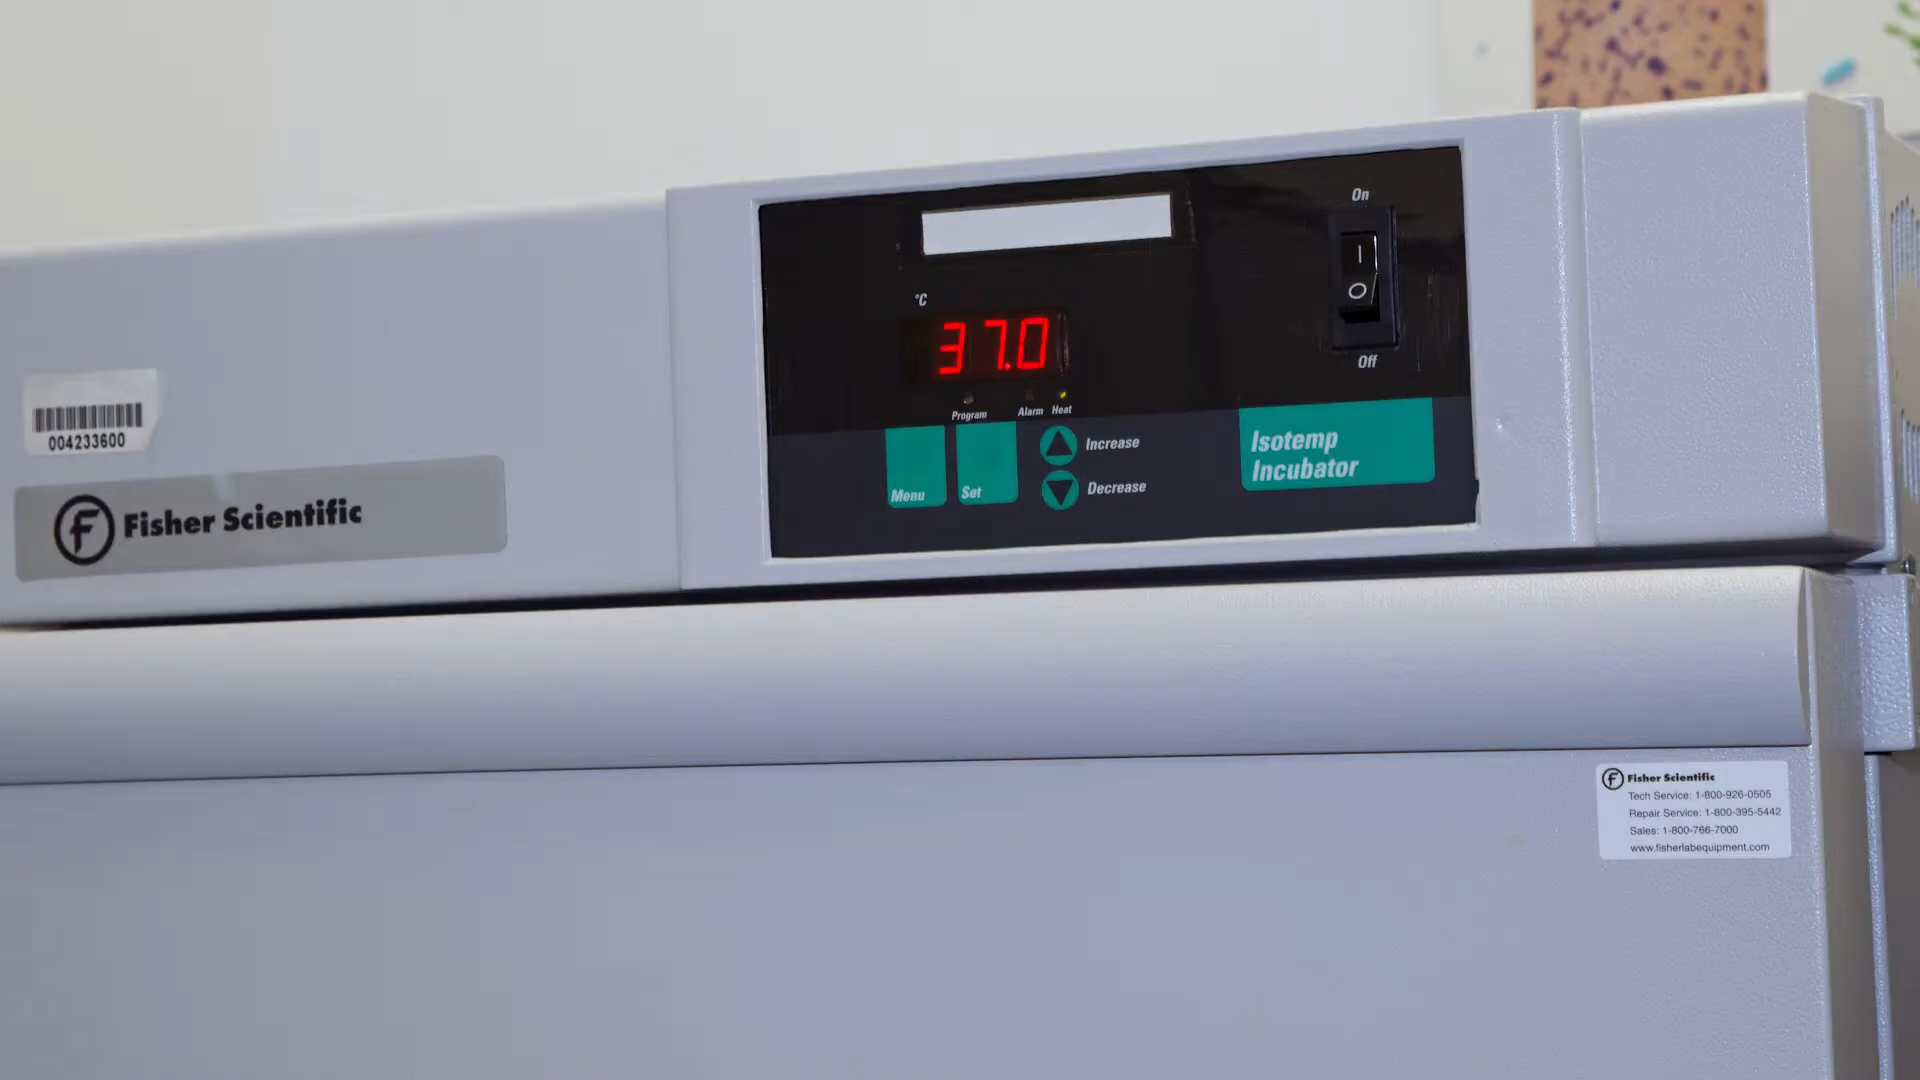 On
I
O
Off
°C
37.0
Program Alarm Heat
Menu
Set
Increase
Decrease
Isotemp
Incubator
004233600
Fisher Scientific
Fisher Scientific
Tech Service: 1-800-926-0505
Repair Service: 1-800-395-5442
Sales: 1-800-766-7000
www.fisherlabequipment.com